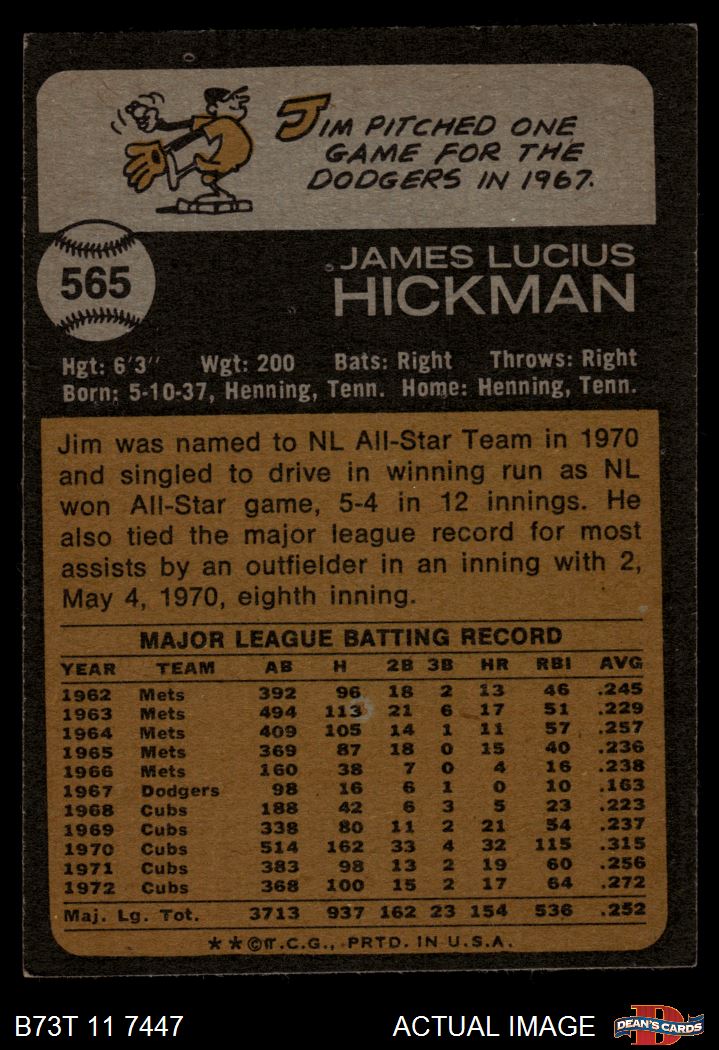 JIM PITCHED ONE
GAME FOR THE
DODGERS IN 1967.
565
JAMES LUCIUS
HICKMAN
Hgt: 6'3" Wgt: 200 Bats: Right Throws: Right
Born: 5-10-37, Henning, Tenn. Home: Henning, Tenn.
Jim was named to NL All-Star Team in 1970
and singled to drive in winning run as NL
won All-Star game, 5-4 in 12 innings. He
also tied the major league record for most
assists by an outfielder in an inning with 2,
May 4, 1970, eighth inning.
MAJOR LEAGUE BATTING RECORD
YEAR TEAM AB H 2B 3B HR RBI AVG
1962 Mets 392 96 18 2 13 46 .245
1963 Mets 494 113 21 6 17 51 .229
1964 Mets 409 105 14 1 11 57 .257
1965 Mets 369 87 18 0 15 40 .236
1966 Mets 160 38 7 0 4 16 .238
1967 Dodgers 98 16 6 1 0 10 .163
1968 Cubs 188 42 6 3 5 23 .223
1969 Cubs 338 80 11 2 21 54 .237
1970 Cubs 514 162 33 4 32 115 .315
1971 Cubs 383 98 13 2 19 60 .256
1972 Cubs 368 100 15 2 17 64 .272
Maj. Lg. Tot. 3713 937 162 23 154 536 .252
**©T.C.G., PRTD. IN U.S.A.
B73T 11 7447 ACTUAL IMAGE DEAN'S CARDS